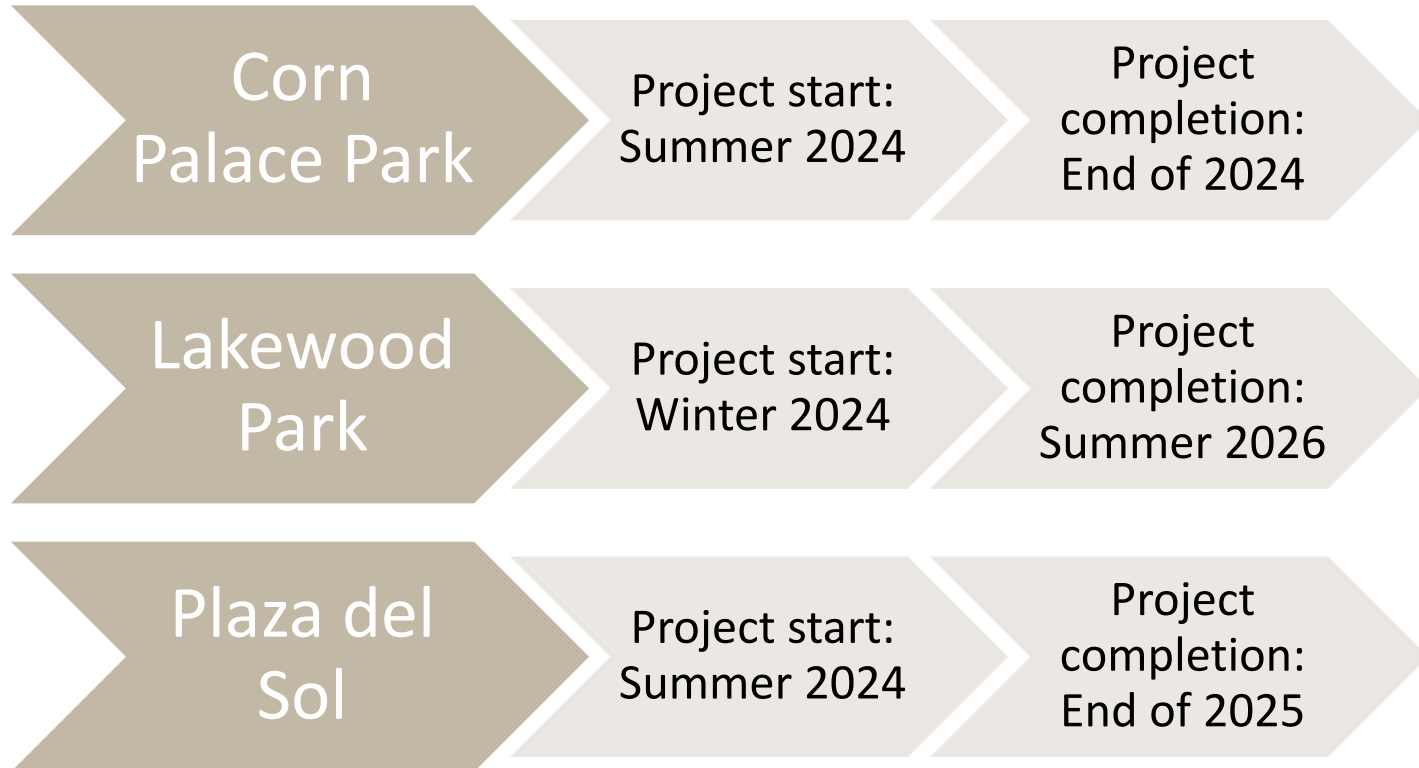 Corn
Palace Park
Project start:
Summer 2024
Project
completion:
End of 2024
Lakewood
Park
Project start:
Winter 2024
Project
completion:
Summer 2026
Plaza del
Sol
Project start:
Summer 2024
Project
completion:
End of 2025